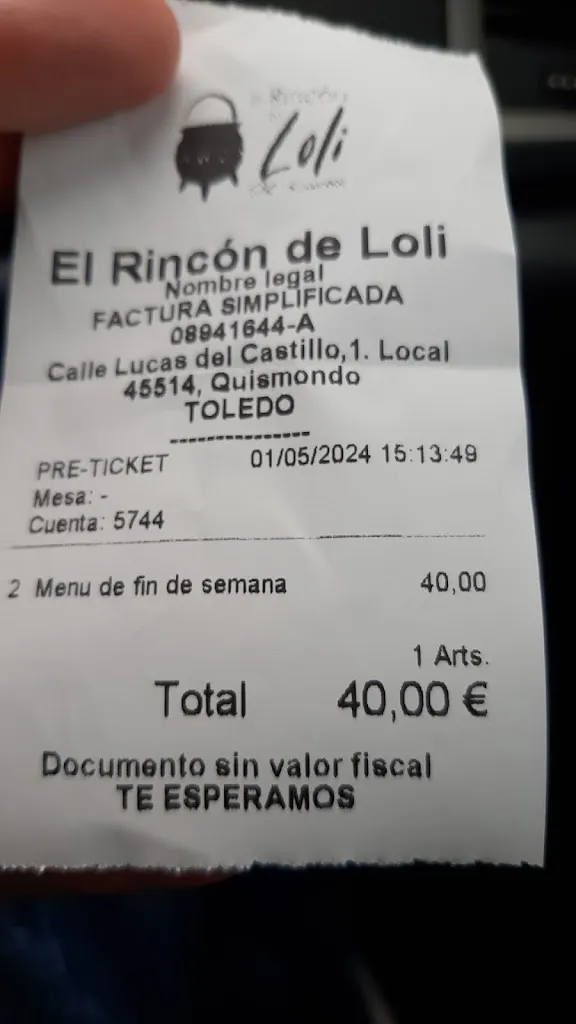 Rincón
Loli
El Rincón de Loli
Nombre legal
FACTURA SIMPLIFICADA
08941644-A
Calle Lucas del Castillo,1. Local
45514, Quismondo
TOLEDO
---------------
PRE-TICKET 01/05/2024 15:13:49
Mesa: -
Cuenta: 5744
2 Menu de fin de semana 40,00
1 Arts.
Total 40,00 €
Documento sin valor fiscal
TE ESPERAMOS